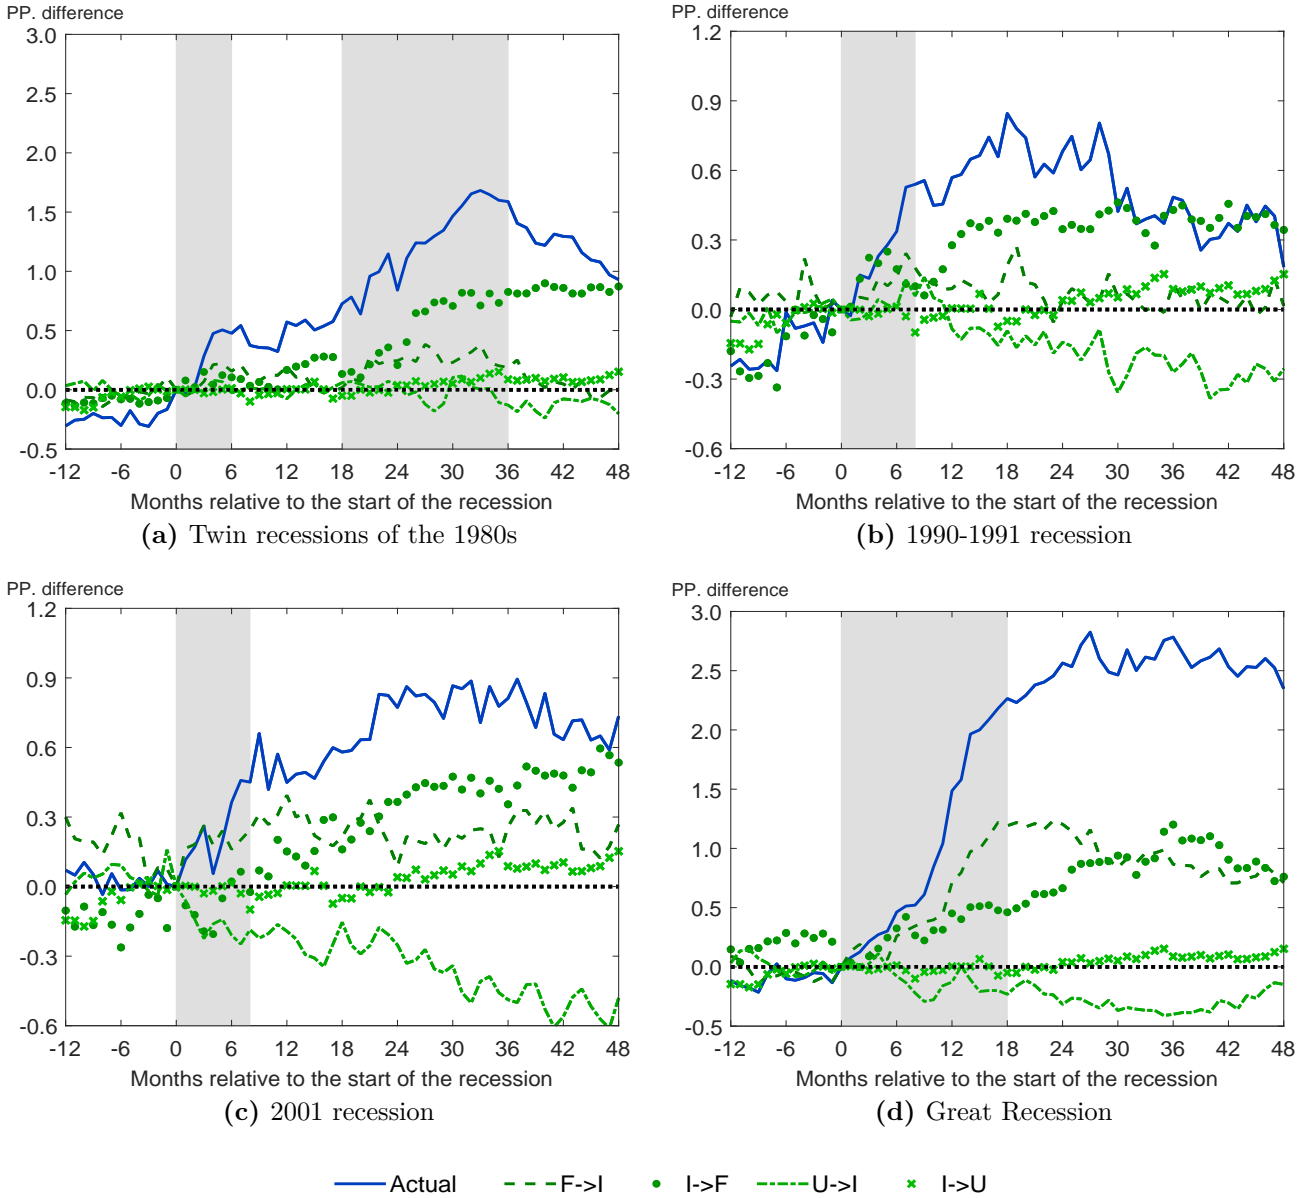 PP. difference
3.0
2.5
2.0
1.5
1.0
0.5
0.0
-0.5
-12 -6 0 6 12 18 24 30 36 42 48
Months relative to the start of the recession
(a) Twin recessions of the 1980s
PP. difference
1.2
0.9
0.6
0.3
0.0
-0.3
-0.6
-12 -6 0 6 12 18 24 30 36 42 48
Months relative to the start of the recession
(b) 1990-1991 recession
PP. difference
1.2
0.9
0.6
0.3
0.0
-0.3
-0.6
-12 -6 0 6 12 18 24 30 36 42 48
Months relative to the start of the recession
(c) 2001 recession
PP. difference
3.0
2.5
2.0
1.5
1.0
0.5
0.0
-0.5
-12 -6 0 6 12 18 24 30 36 42 48
Months relative to the start of the recession
(d) Great Recession
Actual F->I I->F U->I I->U